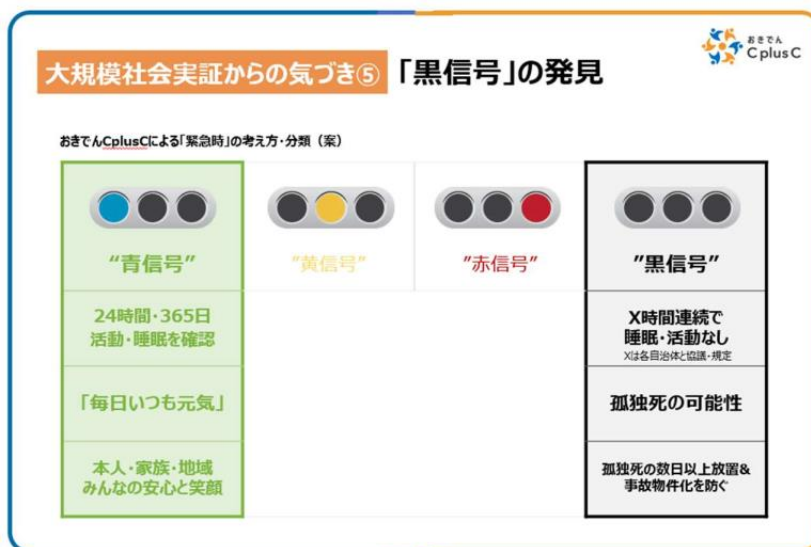 大規模社会実証からの気づき⑤ 「黒信号」の発見
おきでん
CplusC
おきでんCplusCによる「緊急時」の考え方・分類（案）
“青信号” ”黄信号” ”赤信号” ”黒信号”
24時間・365日
活動・睡眠を確認
X時間連続で
睡眠・活動なし
Xは各自治体と協議・規定
「毎日いつも元気」
孤独死の可能性
本人・家族・地域
みんなの安心と笑顔
孤独死の数日以上放置&
事故物件化を防ぐ